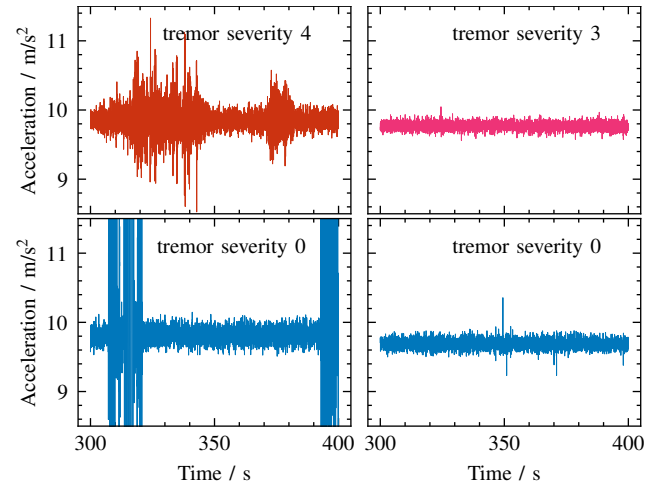 tremor severity 4
tremor severity 3
11
10
9
Acceleration / m/s²
tremor severity 0
tremor severity 0
11
10
9
Acceleration / m/s²
300
350
400
300
350
400
Time / s
Time / s